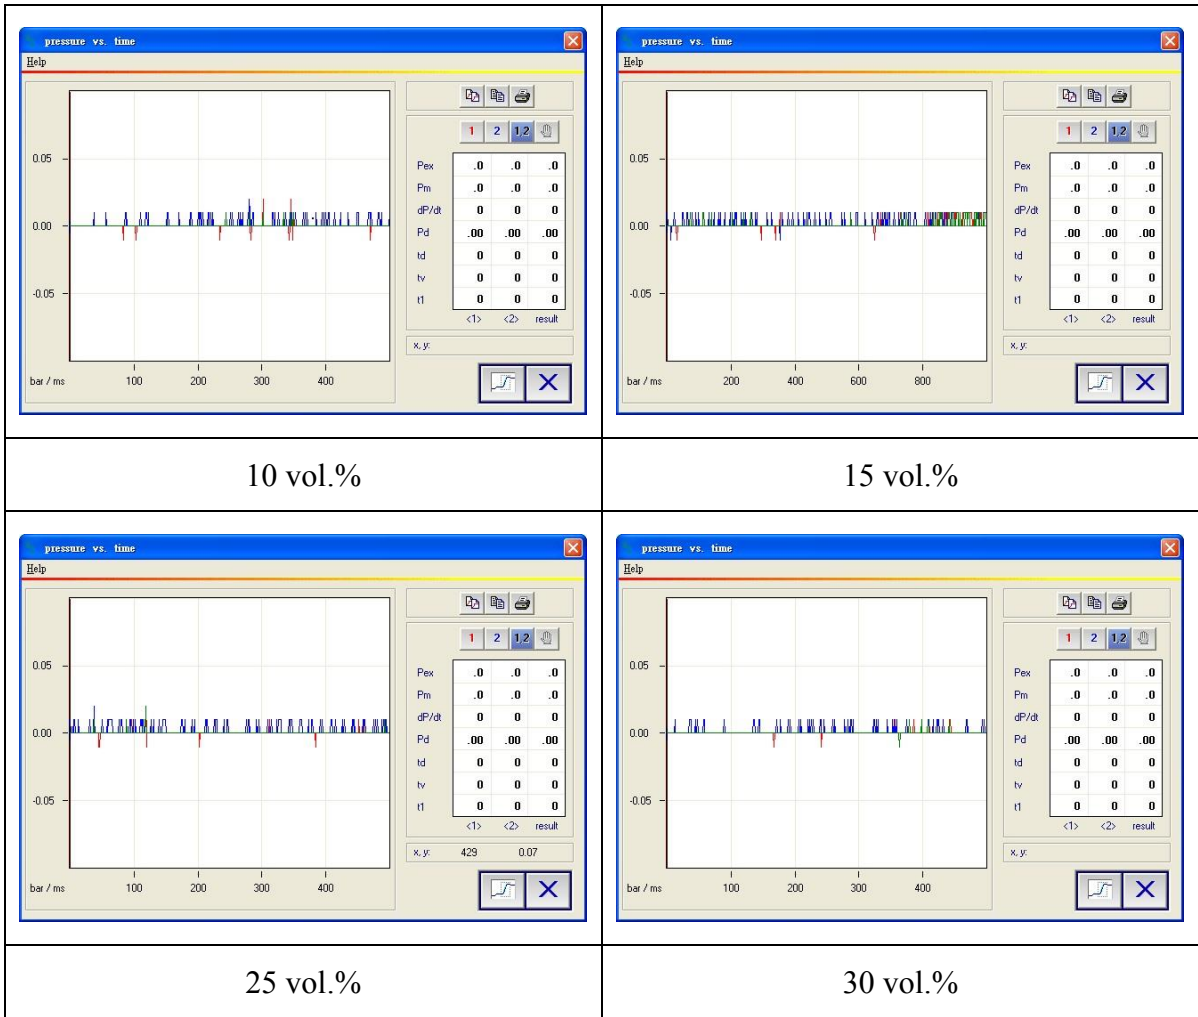 pressure vs. time
Help
1 2 1,2
0.05
0.00
-0.05
bar / ms 100 200 300 400
Pex .0 .0 .0
Pm .0 .0 .0
dP/dt 0 0 0
Pd .00 .00 .00
td 0 0 0
tv 0 0 0
t1 0 0 0
<1> <2> result
x, y:
10 vol.%
pressure vs. time
Help
1 2 1,2
0.05
0.00
-0.05
bar / ms 200 400 600 800
Pex .0 .0 .0
Pm .0 .0 .0
dP/dt 0 0 0
Pd .00 .00 .00
td 0 0 0
tv 0 0 0
t1 0 0 0
<1> <2> result
x, y:
15 vol.%
pressure vs. time
Help
1 2 1,2
0.05
0.00
-0.05
bar / ms 100 200 300 400
Pex .0 .0 .0
Pm .0 .0 .0
dP/dt 0 0 0
Pd .00 .00 .00
td 0 0 0
tv 0 0 0
t1 0 0 0
<1> <2> result
x, y: 429 0.07
25 vol.%
pressure vs. time
Help
1 2 1,2
0.05
0.00
-0.05
bar / ms 100 200 300 400
Pex .0 .0 .0
Pm .0 .0 .0
dP/dt 0 0 0
Pd .00 .00 .00
td 0 0 0
tv 0 0 0
t1 0 0 0
<1> <2> result
x, y:
30 vol.%